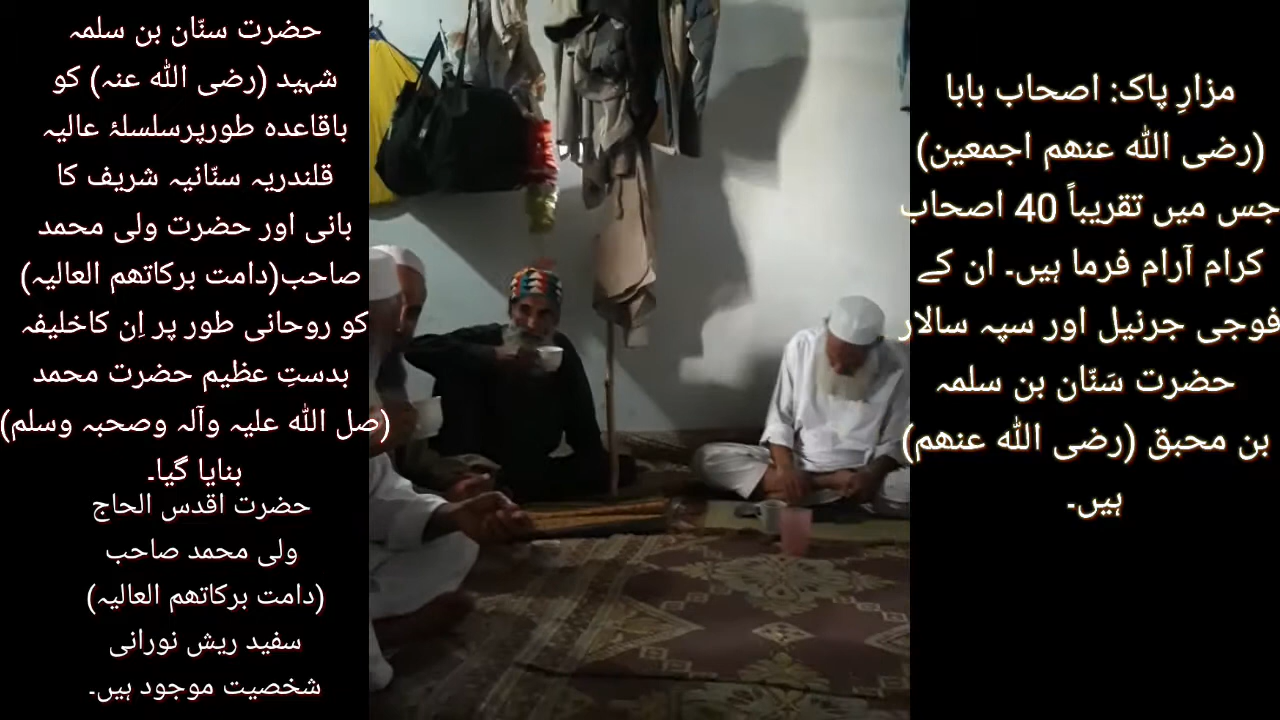 مزارِ پاک: اصحاب بابا
(رضی اللّٰہ عنھم اجمعین)
جس میں تقریباً 40 اصحاب
کرام آرام فرما ہیں۔ ان کے
فوجی جرنیل اور سپہ سالار
حضرت سَنّان بن سلمہ
بن محبق (رضی اللّٰہ عنھم)
ہیں۔
حضرت سنّان بن سلمہ
شہید (رضی اللّٰہ عنہ) کو
باقاعدہ طورپرسلسلۂ عالیہ
قلندریہ سنّانیہ شریف کا
بانی اور حضرت ولی محمد
صاحب(دامت برکاتھم العالیہ)
کو روحانی طور پر اِن کاخلیفہ
بدستِ عظیم حضرت محمد
(صل اللّٰہ علیہ وآلہ وصحبہ وسلم)
بنایا گیا۔
حضرت اقدس الحاج
ولی محمد صاحب
(دامت برکاتھم العالیہ)
سفید ریش نورانی
شخصیت موجود ہیں۔